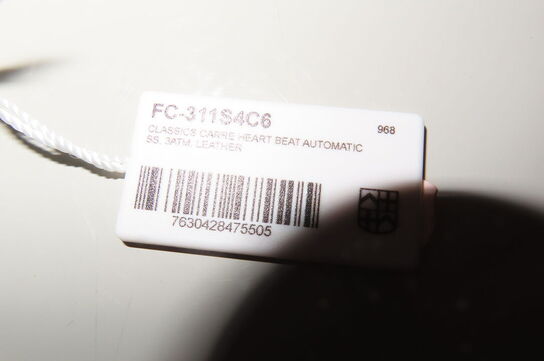 FC-311S4C6
968
CLASSICS CARRE HEART BEAT AUTOMATIC
SS, 3ATM, LEATHER
7630428475505